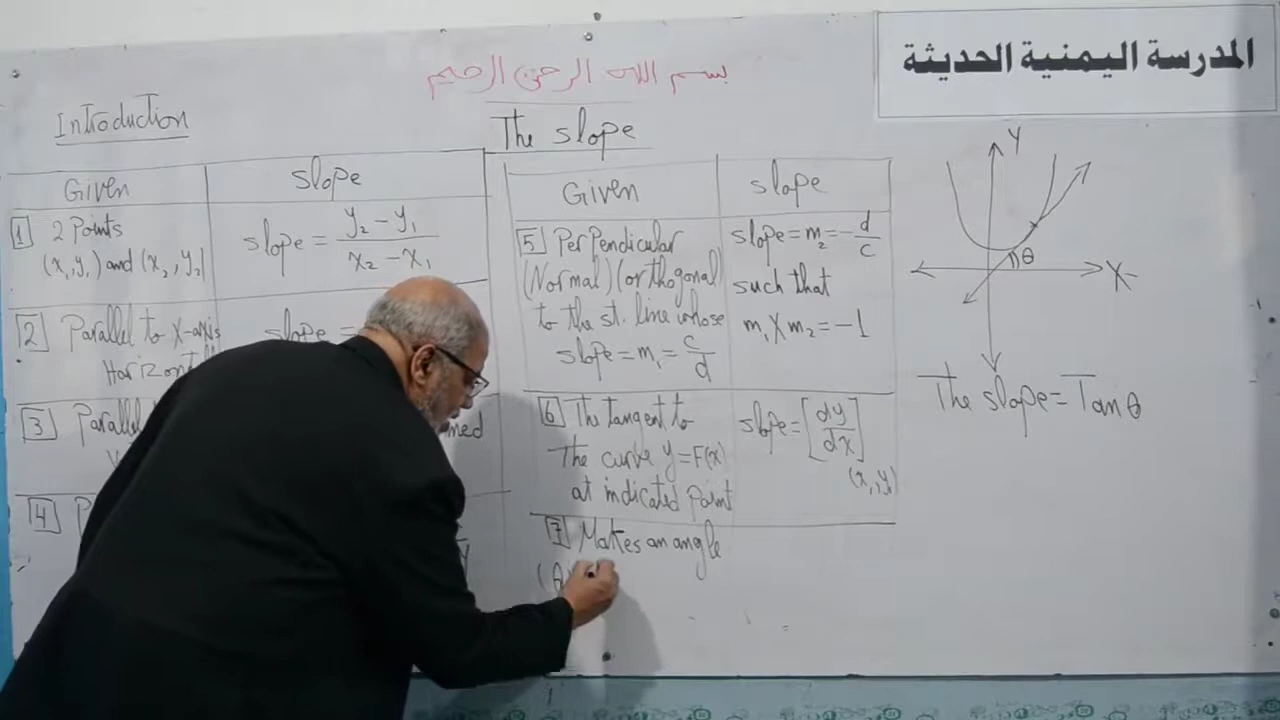 المدرسة اليمنية الحديثة
بسم الله الرحمن الرحيم
Introduction
The slope
Given
slope
1 2 Points
(x₁, y₁) and (x₂, y₂)
slope = (y₂ - y₁) / (x₂ - x₁)
2 Parallel to X-axis
slope =
3
4
Given
slope
5 Perpendicular
(Normal) (orthogonal)
to the st. line whose
slope = m₁ = c/d
slope = m₂ = -d/c
such that
m₁ X m₂ = -1
6 The tangent to
the curve y = F(x)
at indicated Point
slope = [dy/dx]
(x₁, y₁)
7 Makes an angle
(θ)
Y
θ
X
The slope = Tan θ